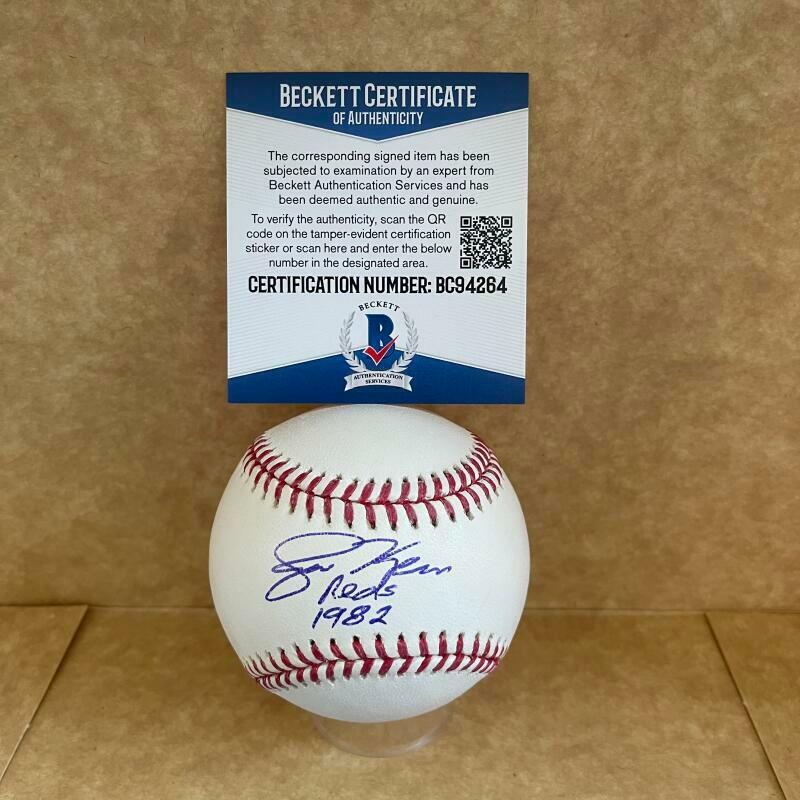 BECKETT CERTIFICATE
OF AUTHENTICITY
The corresponding signed item has been
subjected to examination by an expert from
Beckett Authentication Services and has
been deemed authentic and genuine.
To verify the authenticity, scan the QR
code on the tamper-evident certification
sticker or scan here and enter the below
number in the designated area.
CERTIFICATION NUMBER: BC94264
BECKETT
B
AUTHENTICATION
SERVICES
Jim Kern
Reds
1982